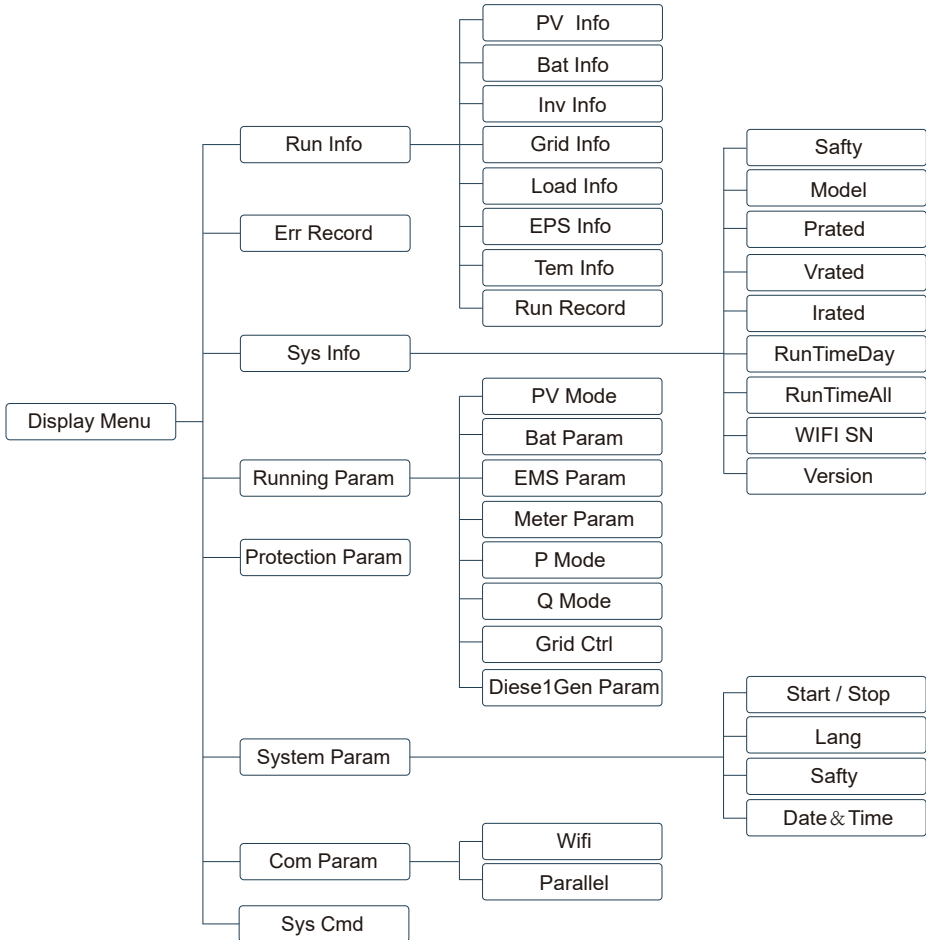 Display Menu
Run Info
PV Info
Bat Info
Inv Info
Grid Info
Load Info
EPS Info
Tem Info
Run Record
Err Record
Sys Info
Safty
Model
Prated
Vrated
Irated
RunTimeDay
RunTimeAll
WIFI SN
Version
Running Param
PV Mode
Bat Param
EMS Param
Meter Param
P Mode
Q Mode
Grid Ctrl
Diese1Gen Param
Protection Param
System Param
Start / Stop
Lang
Safty
Date&Time
Com Param
Wifi
Parallel
Sys Cmd